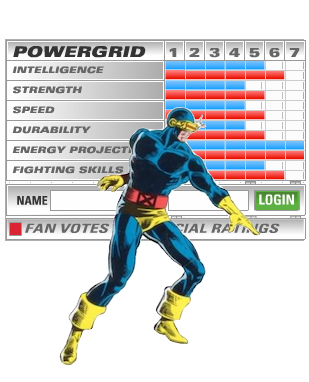 POWERGRID 1 2 3 4 5 6 7
INTELLIGENCE
STRENGTH
SPEED
DURABILITY
ENERGY PROJECTI
FIGHTING SKILLS
NAME LOGIN
FAN VOTES CIAL RATINGS